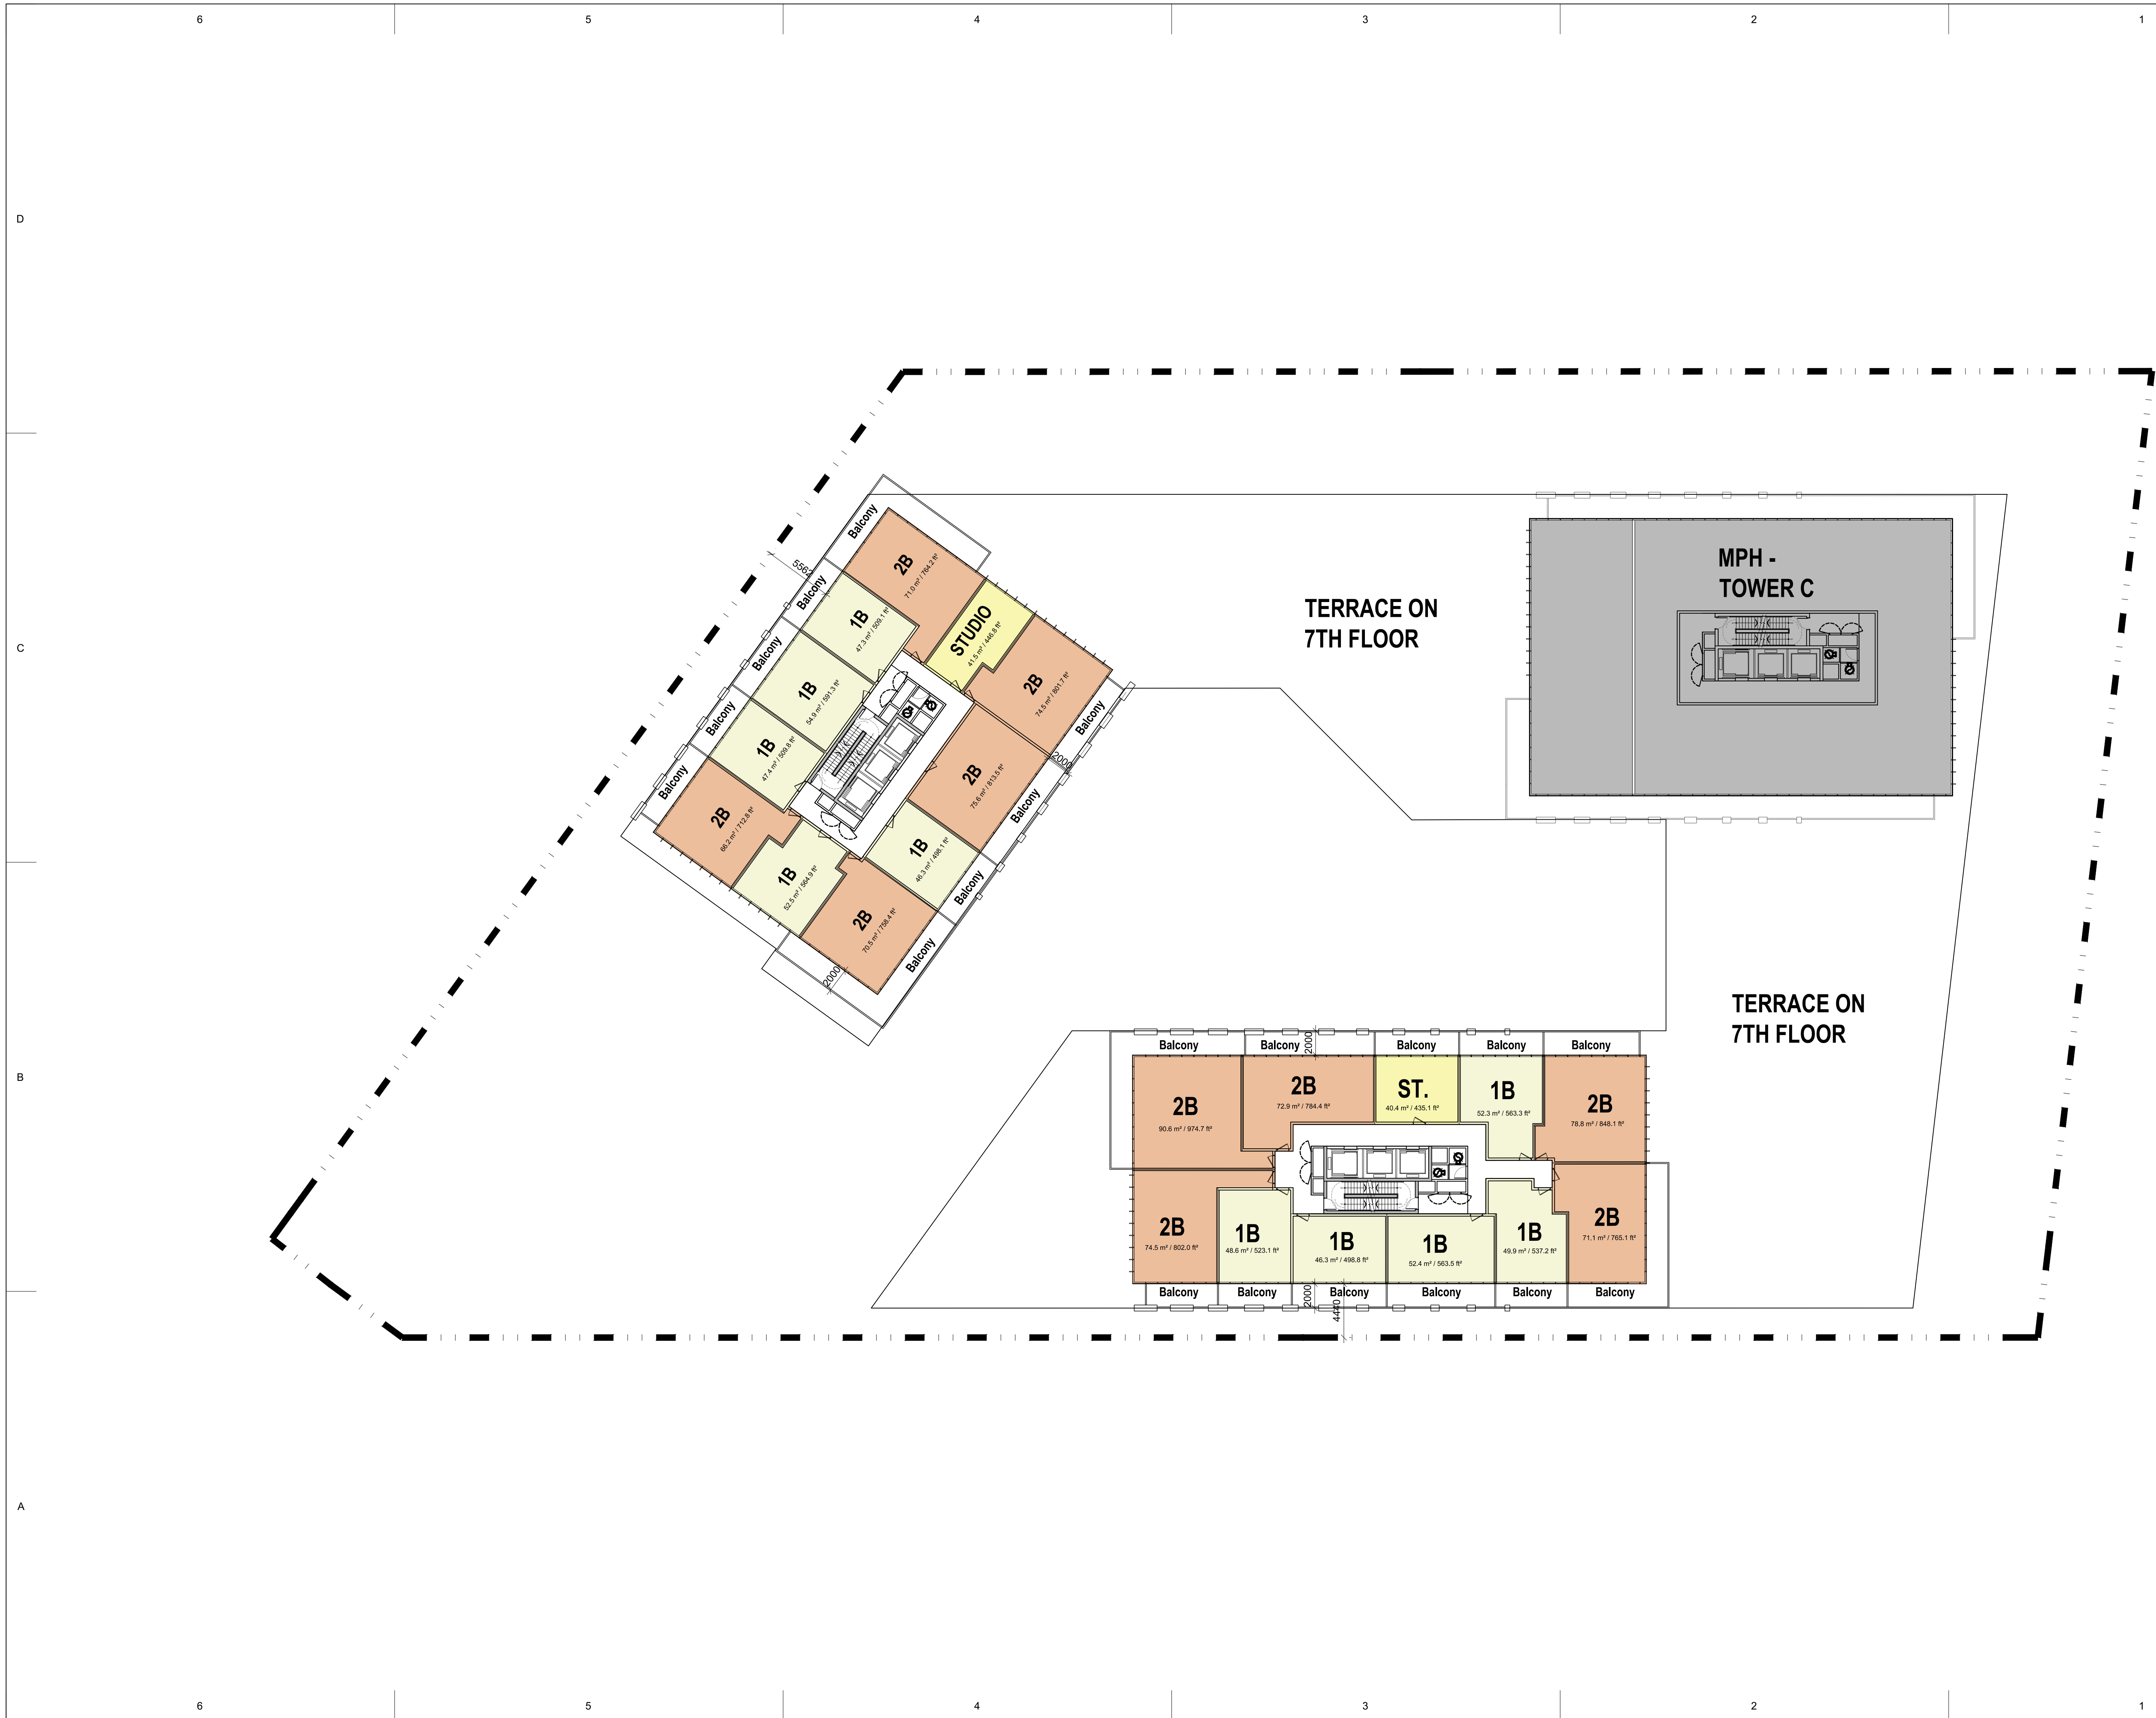 6 5 4 3 2 1
D
C
B
A
Balcony
2B
71.0 m² / 764.2 ft²
5562
Balcony
1B
47.3 m² / 509.1 ft²
STUDIO
41.5 m² / 446.8 ft²
Balcony
1B
54.9 m² / 591.3 ft²
2B
74.5 m² / 801.7 ft²
Balcony
Balcony
1B
47.4 m² / 509.8 ft²
2000
2B
75.6 m² / 813.5 ft²
Balcony
Balcony
2B
66.2 m² / 712.8 ft²
1B
46.3 m² / 498.1 ft²
Balcony
1B
52.5 m² / 564.9 ft²
2B
70.5 m² / 758.4 ft²
Balcony
2000
TERRACE ON
7TH FLOOR
MPH -
TOWER C
TERRACE ON
7TH FLOOR
Balcony
Balcony
2000
Balcony
Balcony
Balcony
2B
90.6 m² / 974.7 ft²
2B
72.9 m² / 784.4 ft²
ST.
40.4 m² / 435.1 ft²
1B
52.3 m² / 563.3 ft²
2B
78.8 m² / 848.1 ft²
2B
74.5 m² / 802.0 ft²
1B
48.6 m² / 523.1 ft²
1B
46.3 m² / 498.8 ft²
1B
52.4 m² / 563.5 ft²
1B
49.9 m² / 537.2 ft²
2B
71.1 m² / 765.1 ft²
Balcony
Balcony
2000
Balcony
4440
Balcony
Balcony
Balcony
6 5 4 3 2 1